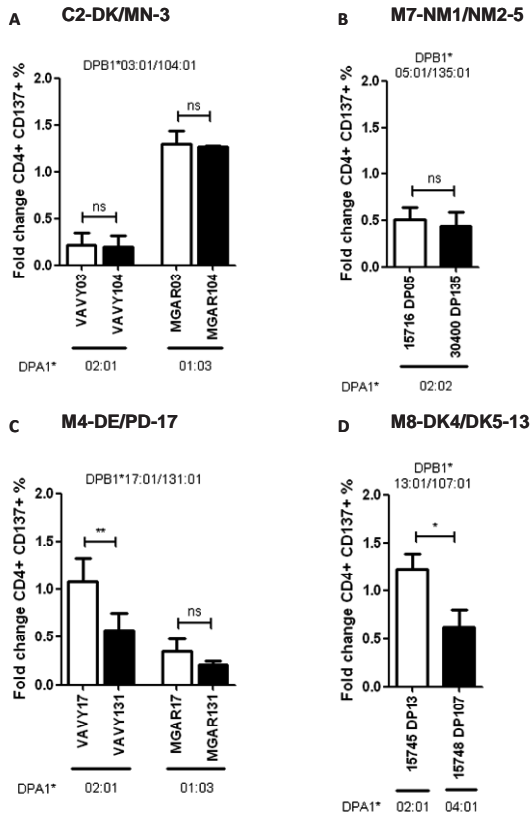 A
C2-DK/MN-3
DPB1*03:01/104:01
Fold change CD4+ CD137+ %
2.0
1.5
1.0
0.5
0.0
ns
ns
VAVY03
VAVY104
MGAR03
MGAR104
DPA1*
02:01
01:03
B
M7-NM1/NM2-5
DPB1*
05:01/135:01
Fold change CD4+ CD137+ %
2.0
1.5
1.0
0.5
0.0
ns
15716 DP05
30400 DP135
DPA1*
02:02
C
M4-DE/PD-17
DPB1*17:01/131:01
Fold change CD4+ CD137+ %
2.0
1.5
1.0
0.5
0.0
**
ns
VAVY17
VAVY131
MGAR17
MGAR131
DPA1*
02:01
01:03
D
M8-DK4/DK5-13
DPB1*
13:01/107:01
Fold change CD4+ CD137+ %
2.0
1.5
1.0
0.5
0.0
*
15745 DP13
15748 DP107
DPA1*
02:01
04:01